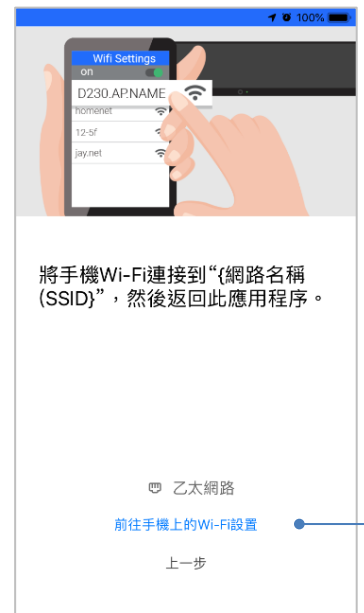 100%
Wifi Settings
on
D230.AP.NAME
homenet
12-5f
jay.net
將手機Wi-Fi連接到“{網路名稱
(SSID}”，然後返回此應用程序。
乙太網路
前往手機上的Wi-Fi設置
上一步